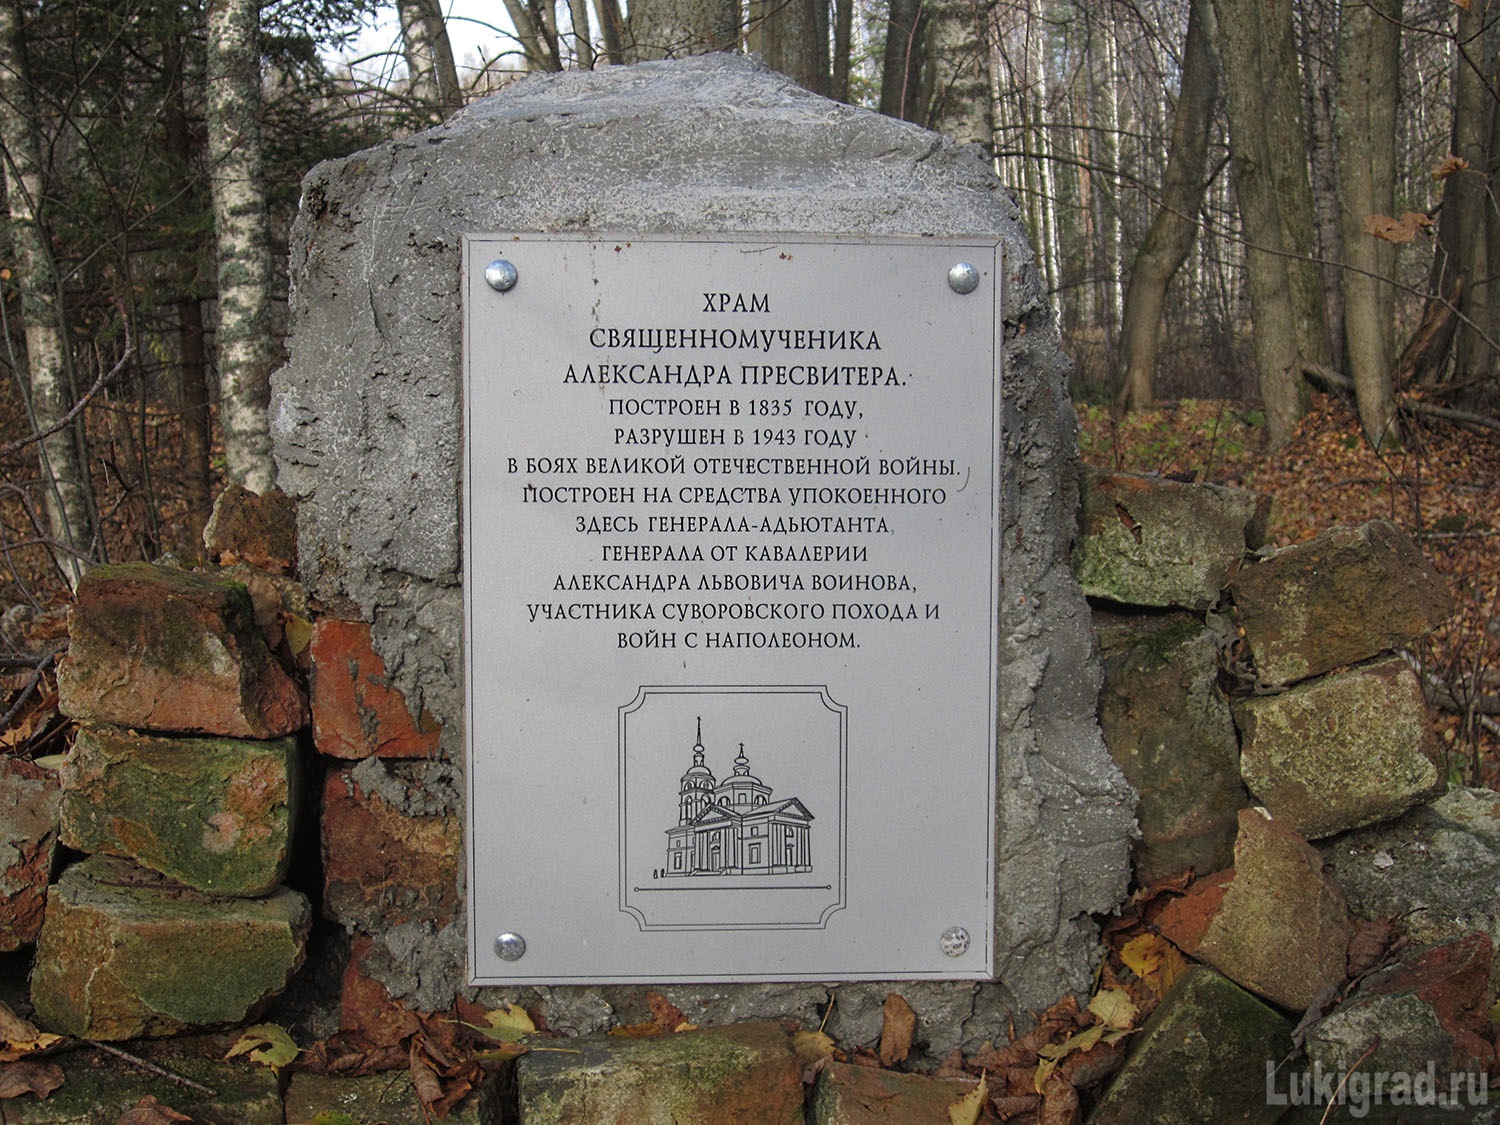 ХРАМ
СВЯЩЕННОМУЧЕНИКА
АЛЕКСАНДРА ПРЕСВИТЕРА.
ПОСТРОЕН В 1835 ГОДУ,
РАЗРУШЕН В 1943 ГОДУ
В БОЯХ ВЕЛИКОЙ ОТЕЧЕСТВЕННОЙ ВОЙНЫ.
ПОСТРОЕН НА СРЕДСТВА УПОКОЕННОГО
ЗДЕСЬ ГЕНЕРАЛА-АДЬЮТАНТА,
ГЕНЕРАЛА ОТ КАВАЛЕРИИ
АЛЕКСАНДРА ЛЬВОВИЧА ВОИНОВА,
УЧАСТНИКА СУВОРОВСКОГО ПОХОДА И
ВОЙН С НАПОЛЕОНОМ.
Lukigrad.ru